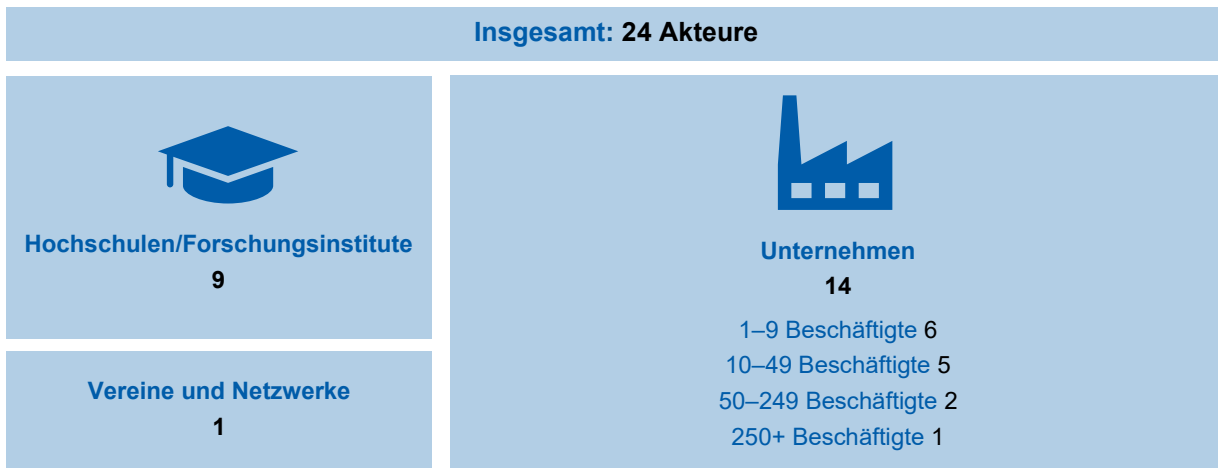 Insgesamt: 24 Akteure
Hochschulen/Forschungsinstitute
9
Vereine und Netzwerke
1
Unternehmen
14
1–9 Beschäftigte 6
10–49 Beschäftigte 5
50–249 Beschäftigte 2
250+ Beschäftigte 1